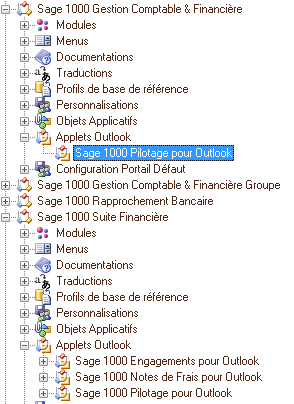 Sage 1000 Gestion Comptable & Financière
Modules
Menus
Documentations
Traductions
Profils de base de référence
Personnalisations
Objets Applicatifs
Applets Outlook
Sage 1000 Pilotage pour Outlook
Configuration Portail Défaut
Sage 1000 Gestion Comptable & Financière Groupe
Sage 1000 Rapprochement Bancaire
Sage 1000 Suite Financière
Modules
Menus
Documentations
Traductions
Profils de base de référence
Personnalisations
Objets Applicatifs
Applets Outlook
Sage 1000 Engagements pour Outlook
Sage 1000 Notes de Frais pour Outlook
Sage 1000 Pilotage pour Outlook